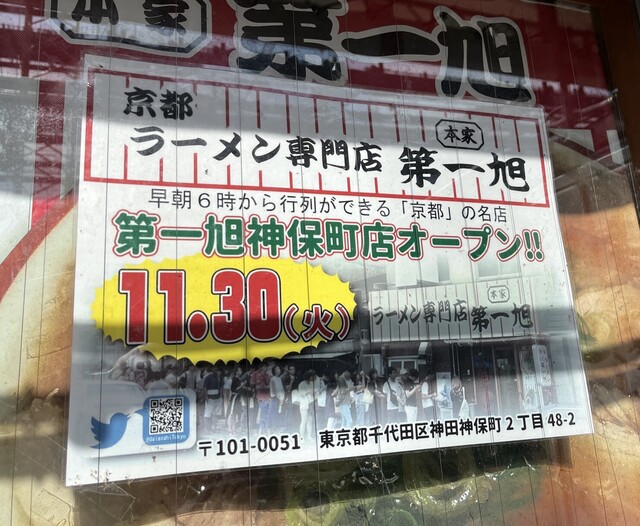 本家
第一旭
京都
ラーメン専門店
本家
第一旭
早朝６時から行列ができる「京都」の名店
第一旭神保町店オープン!!
11.30(火)
本家
ラーメン専門店 第一旭
〒101-0051 東京都千代田区神田神保町２丁目48-2